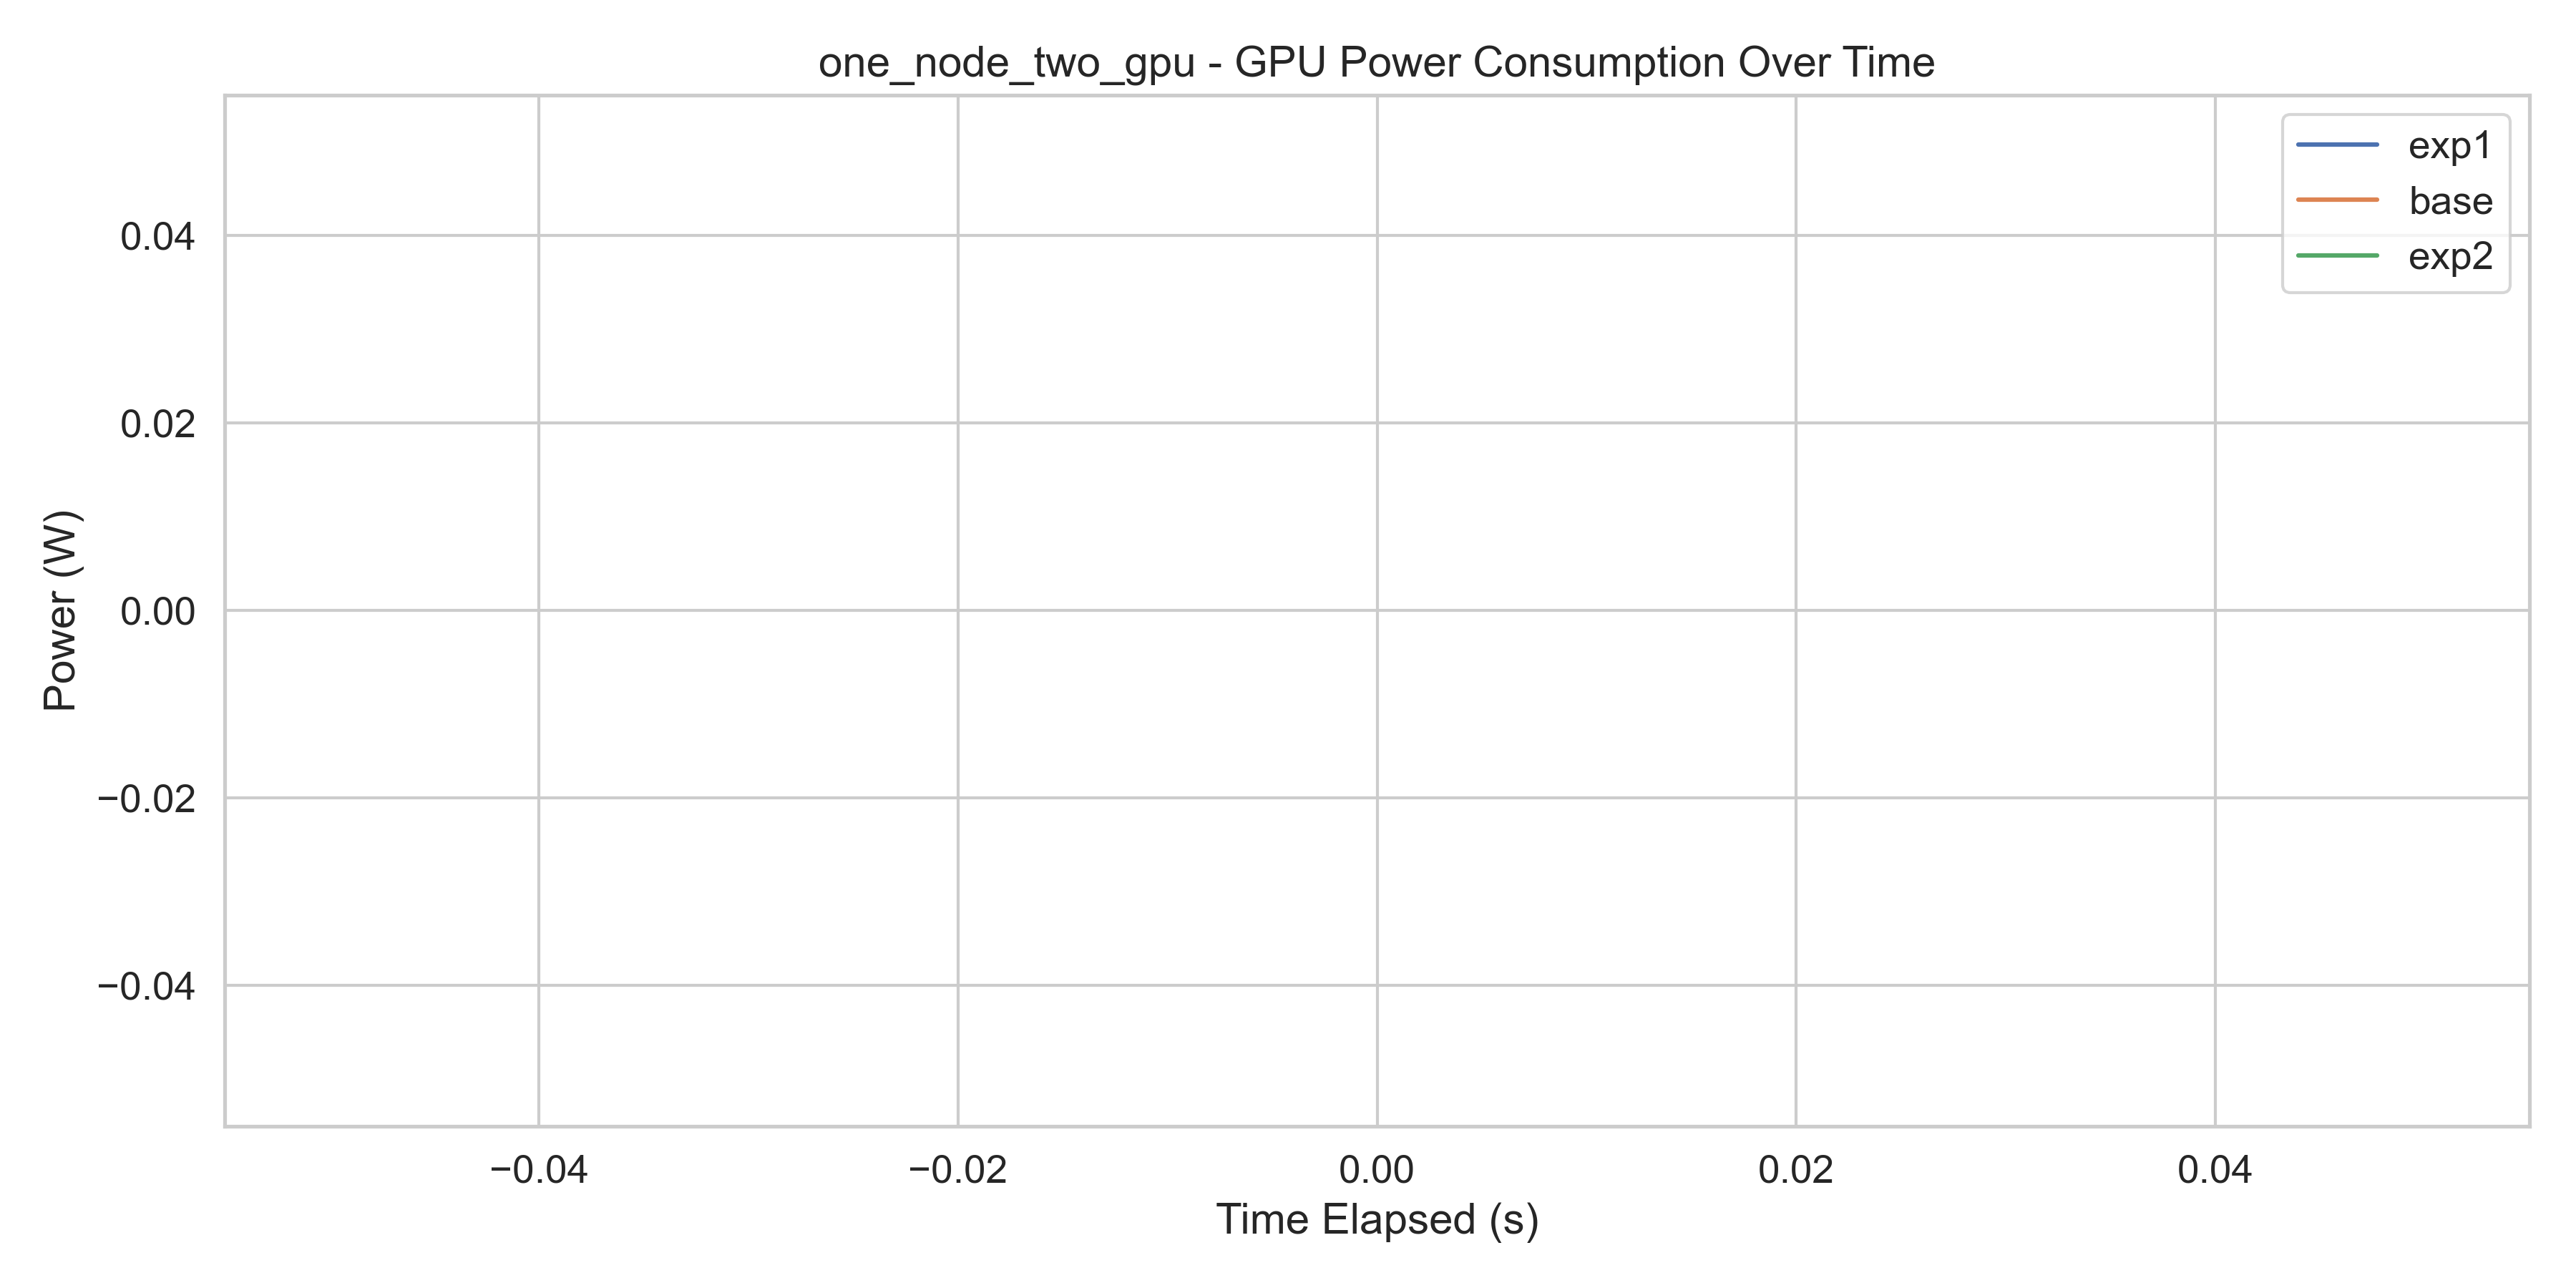 one_node_two_gpu - GPU Power Consumption Over Time
exp1
base
exp2
0.04
0.02
0.00
−0.02
−0.04
Power (W)
−0.04
−0.02
0.00
0.02
0.04
Time Elapsed (s)